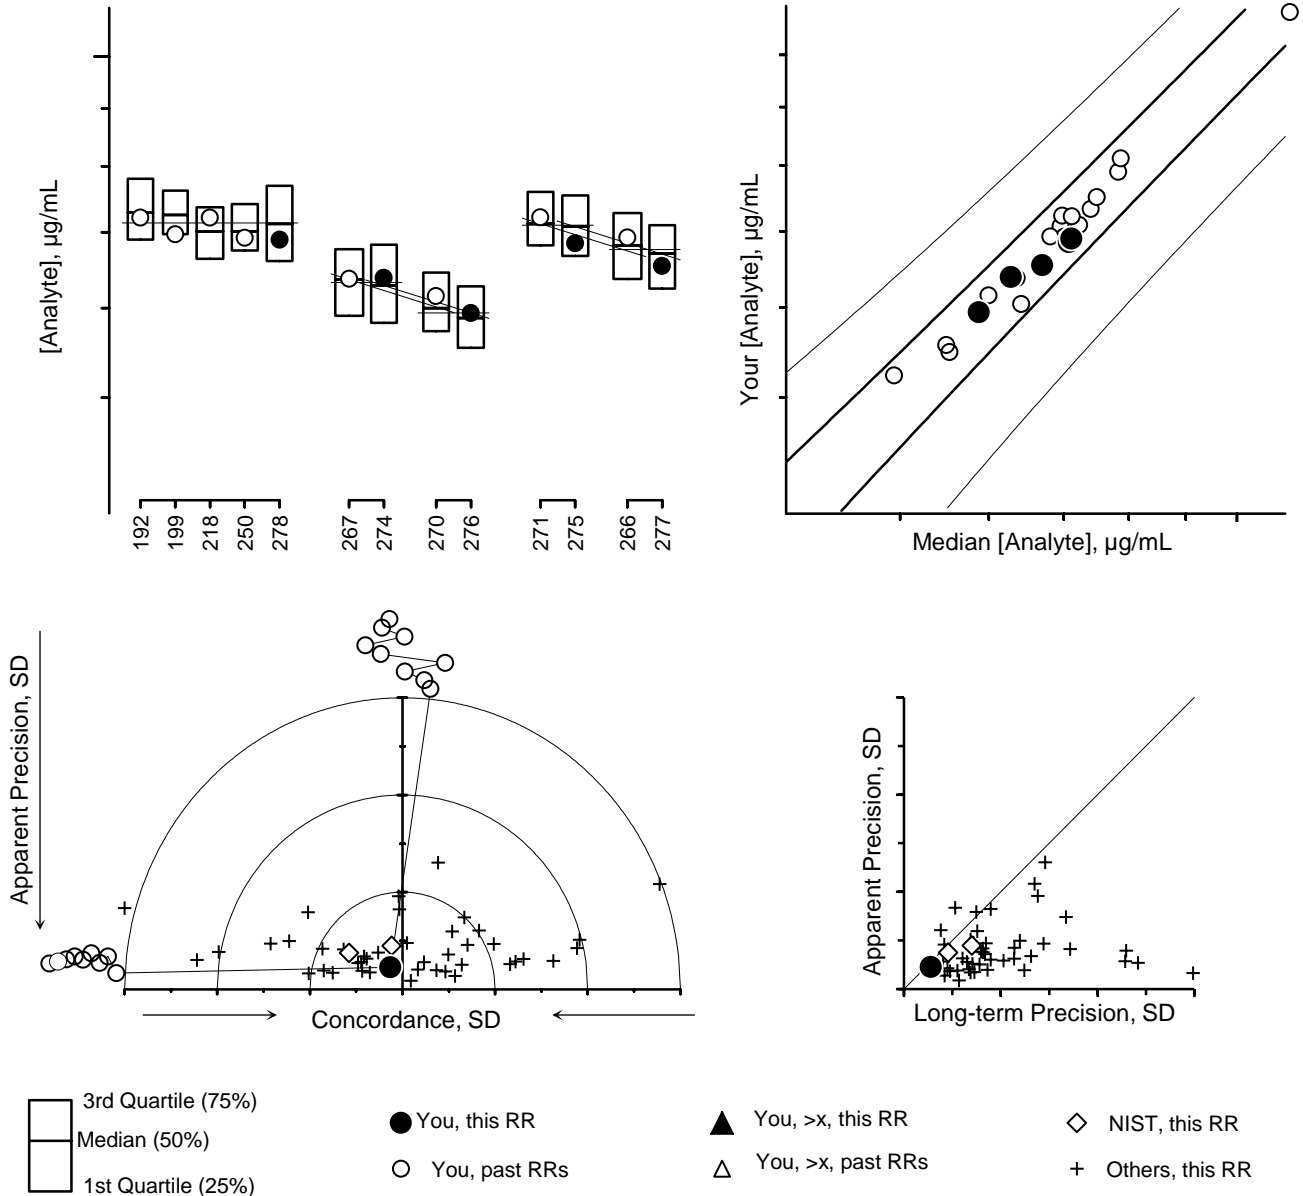 [Analyte], µg/mL
192
199
218
250
278
267
274
270
276
271
275
266
277
Your [Analyte], µg/mL
Median [Analyte], µg/mL
Apparent Precision, SD
Concordance, SD
Apparent Precision, SD
Long-term Precision, SD
3rd Quartile (75%)
Median (50%)
1st Quartile (25%)
You, this RR
You, past RRs
You, >x, this RR
You, >x, past RRs
NIST, this RR
Others, this RR